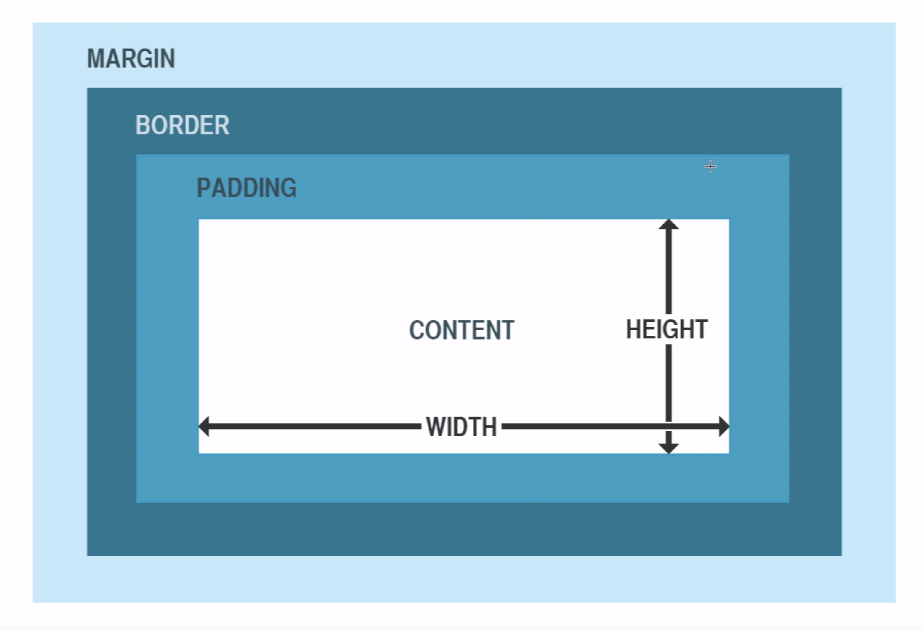 MARGIN
BORDER
PADDING
CONTENT
HEIGHT
WIDTH